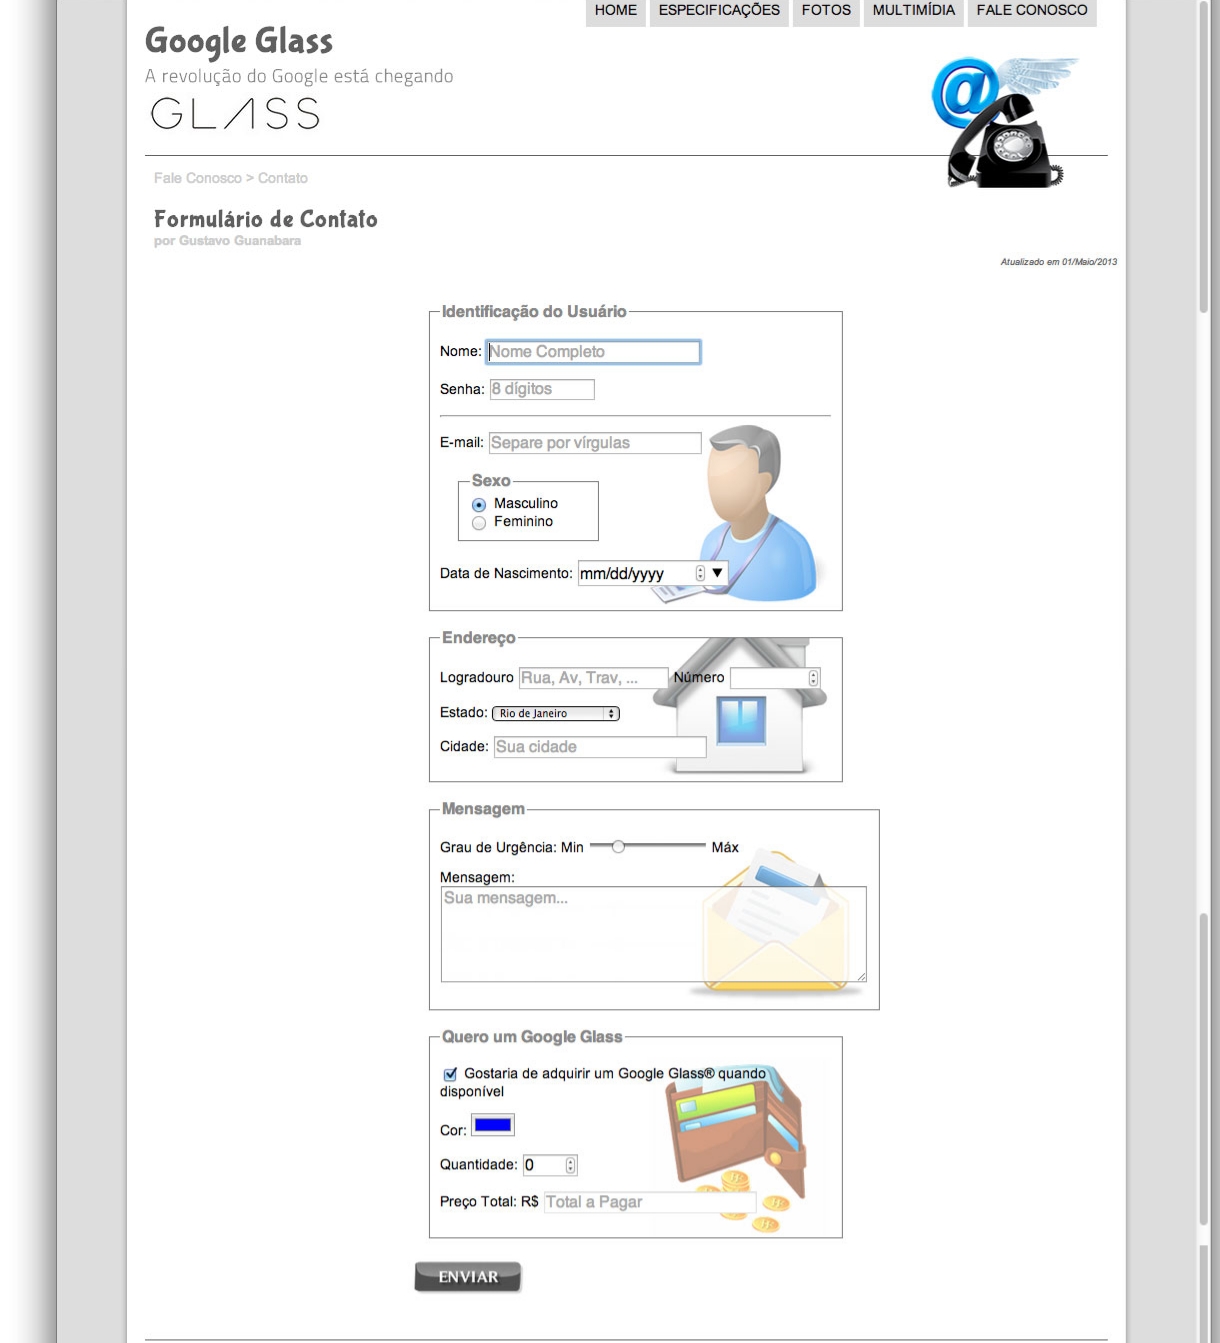 HOME ESPECIFICAÇÕES FOTOS MULTIMÍDIA FALE CONOSCO
Google Glass
A revolução do Google está chegando
GLASS
@
Fale Conosco > Contato
Formulário de Contato
por Gustavo Guanabara
Atualizado em 01/Maio/2013
Identificação do Usuário
Nome: Nome Completo
Senha: 8 dígitos
E-mail: Separe por vírgulas
Sexo
Masculino
Feminino
Data de Nascimento: mm/dd/yyyy
Endereço
Logradouro Rua, Av, Trav, ... Número
Estado: Rio de Janeiro
Cidade: Sua cidade
Mensagem
Grau de Urgência: Min Máx
Mensagem:
Sua mensagem...
Quero um Google Glass
Gostaria de adquirir um Google Glass® quando
disponível
Cor:
Quantidade: 0
Preço Total: R$ Total a Pagar
ENVIAR